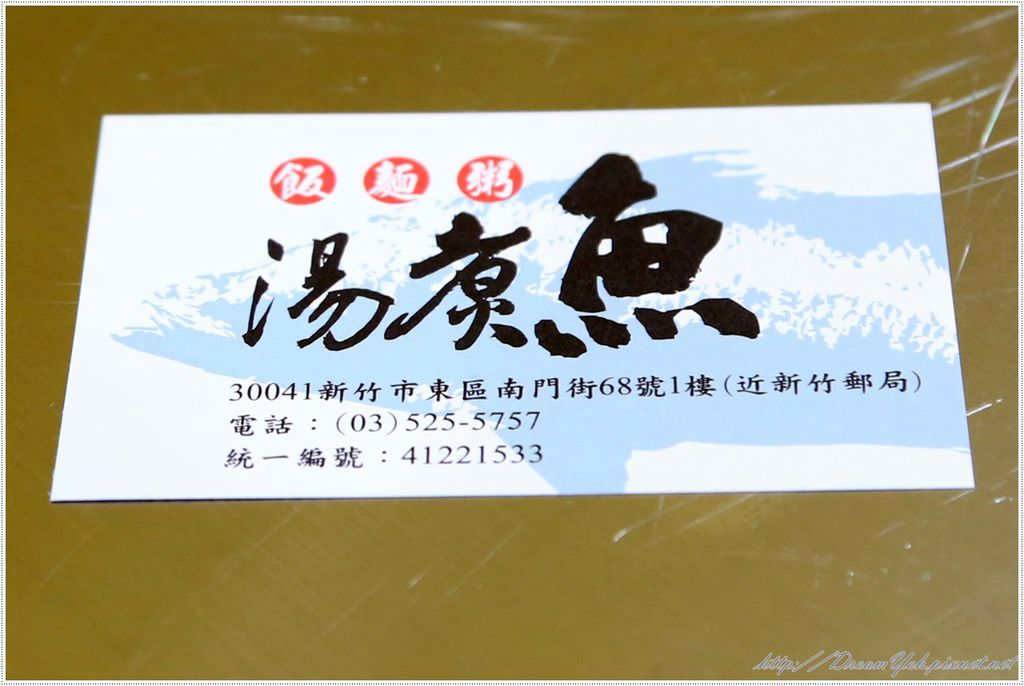 飯 麵 粥
湯煮魚
30041新竹市東區南門街68號1樓(近新竹郵局)
電話：(03)525-5757
統一編號：41221533
http://DreamYeh.pixnet.net